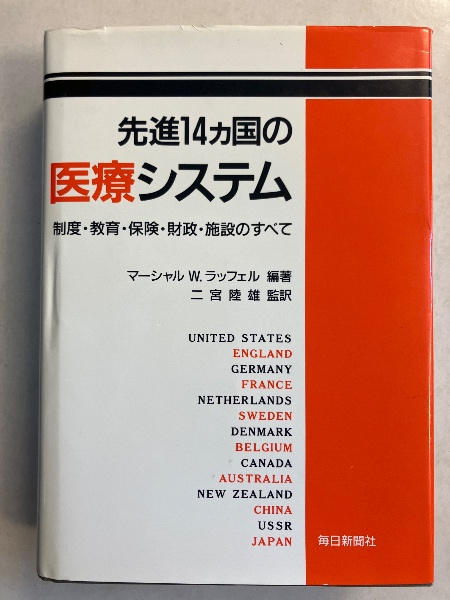 先進14ヵ国の
医療システム
制度・教育・保険・財政・施設のすべて
マーシャル W. ラッフェル 編著
二宮陸雄 監訳
UNITED STATES
ENGLAND
GERMANY
FRANCE
NETHERLANDS
SWEDEN
DENMARK
BELGIUM
CANADA
AUSTRALIA
NEW ZEALAND
CHINA
USSR
JAPAN
毎日新聞社